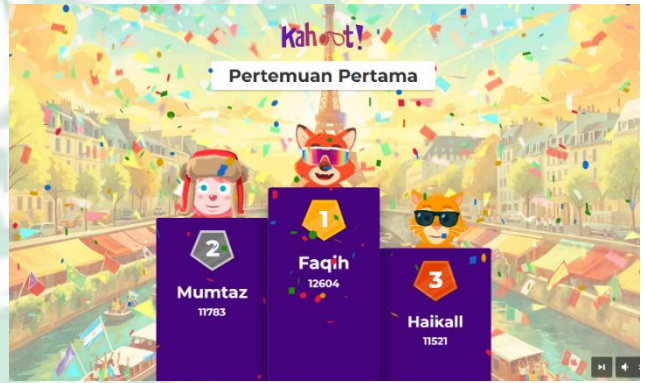 Kahoot!
Pertemuan Pertama
1
Faqih
12604
2
Mumtaz
11783
3
Haikall
11521